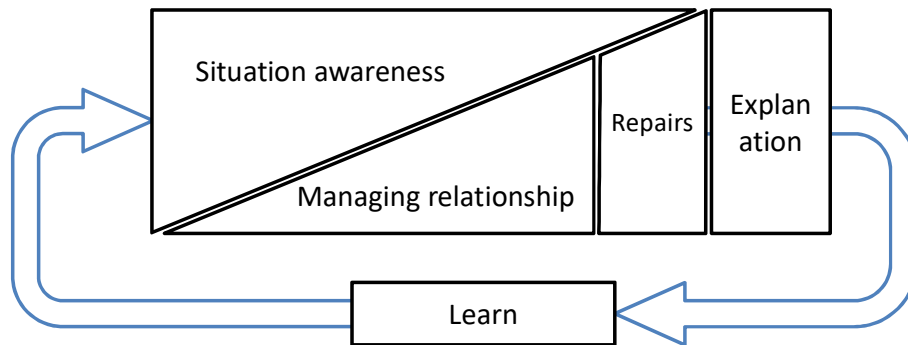 Situation awareness
Managing relationship
Repairs
Explan
ation
Learn